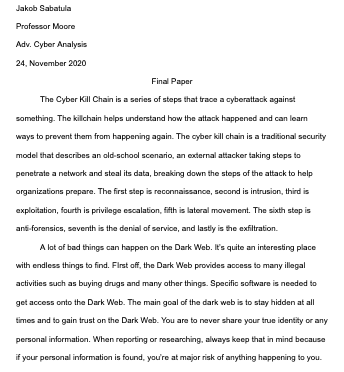 Jakob Sabatula
Professor Moore
Adv. Cyber Analysis
24, November 2020
Final Paper
The Cyber Kill Chain is a series of steps that trace a cyberattack against
something. The killchain helps understand how the attack happened and can learn
ways to prevent them from happening again. The cyber kill chain is a traditional security
model that describes an old-school scenario, an external attacker taking steps to
penetrate a network and steal its data, breaking down the steps of the attack to help
organizations prepare. The first step is reconnaissance, second is intrusion, third is
exploitation, fourth is privilege escalation, fifth is lateral movement. The sixth step is
anti-forensics, seventh is the denial of service, and lastly is the exfiltration.
A lot of bad things can happen on the Dark Web. It's quite an interesting place
with endless things to find. FIrst off, the Dark Web provides access to many illegal
activities such as buying drugs and many other things. Specific software is needed to
get access onto the Dark Web. The main goal of the dark web is to stay hidden at all
times and to gain trust on the Dark Web. You are to never share your true identity or any
personal information. When reporting or researching, always keep that in mind because
if your personal information is found, you're at major risk of anything happening to you.